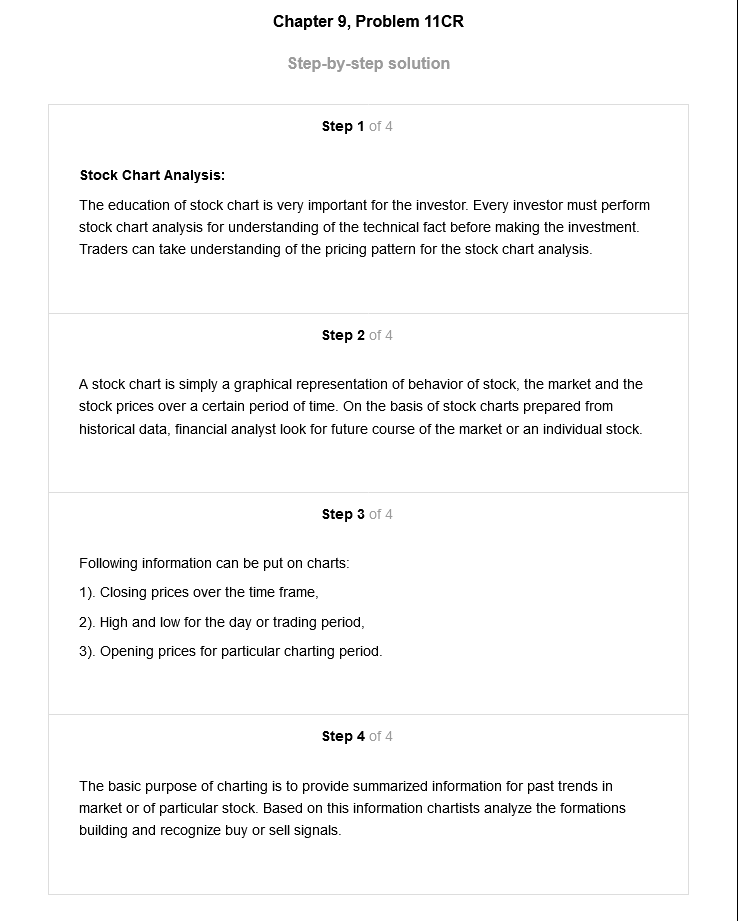 Chapter 9, Problem 11CR
Step-by-step solution
Step 1 of 4
Stock Chart Analysis:
The education of stock chart is very important for the investor. Every investor must perform
stock chart analysis for understanding of the technical fact before making the investment.
Traders can take understanding of the pricing pattern for the stock chart analysis.
Step 2 of 4
A stock chart is simply a graphical representation of behavior of stock, the market and the
stock prices over a certain period of time. On the basis of stock charts prepared from
historical data, financial analyst look for future course of the market or an individual stock.
Step 3 of 4
Following information can be put on charts:
1). Closing prices over the time frame,
2). High and low for the day or trading period,
3). Opening prices for particular charting period.
Step 4 of 4
The basic purpose of charting is to provide summarized information for past trends in
market or of particular stock. Based on this information chartists analyze the formations
building and recognize buy or sell signals.